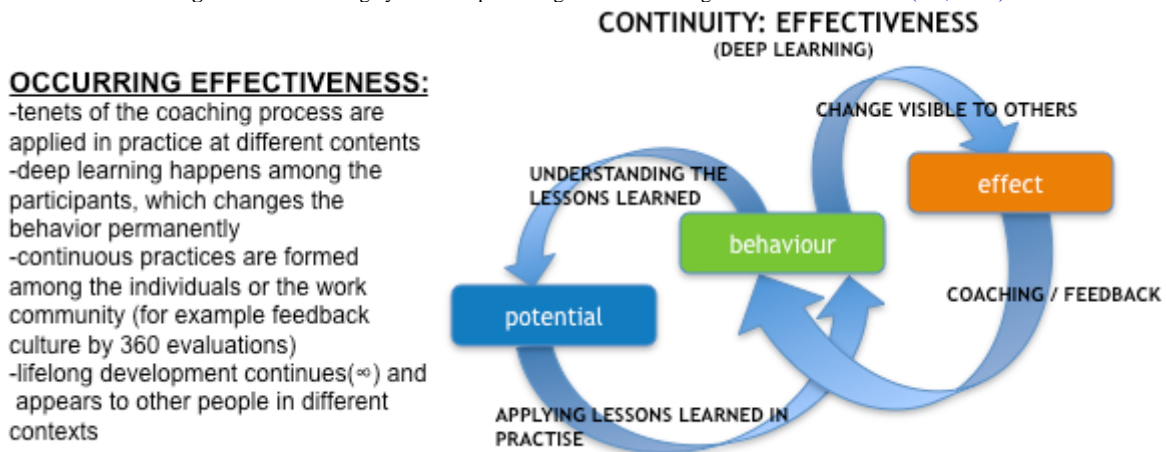 CONTINUITY: EFFECTIVENESS
(DEEP LEARNING)
OCCURRING EFFECTIVENESS:
-tenets of the coaching process are
applied in practice at different contents
-deep learning happens among the
participants, which changes the
behavior permanently
-continuous practices are formed
among the individuals or the work
community (for example feedback
culture by 360 evaluations)
-lifelong development continues(∞) and
appears to other people in different
contexts
CHANGE VISIBLE TO OTHERS
UNDERSTANDING THE
LESSONS LEARNED
effect
behaviour
COACHING / FEEDBACK
potential
APPLYING LESSONS LEARNED IN
PRACTISE